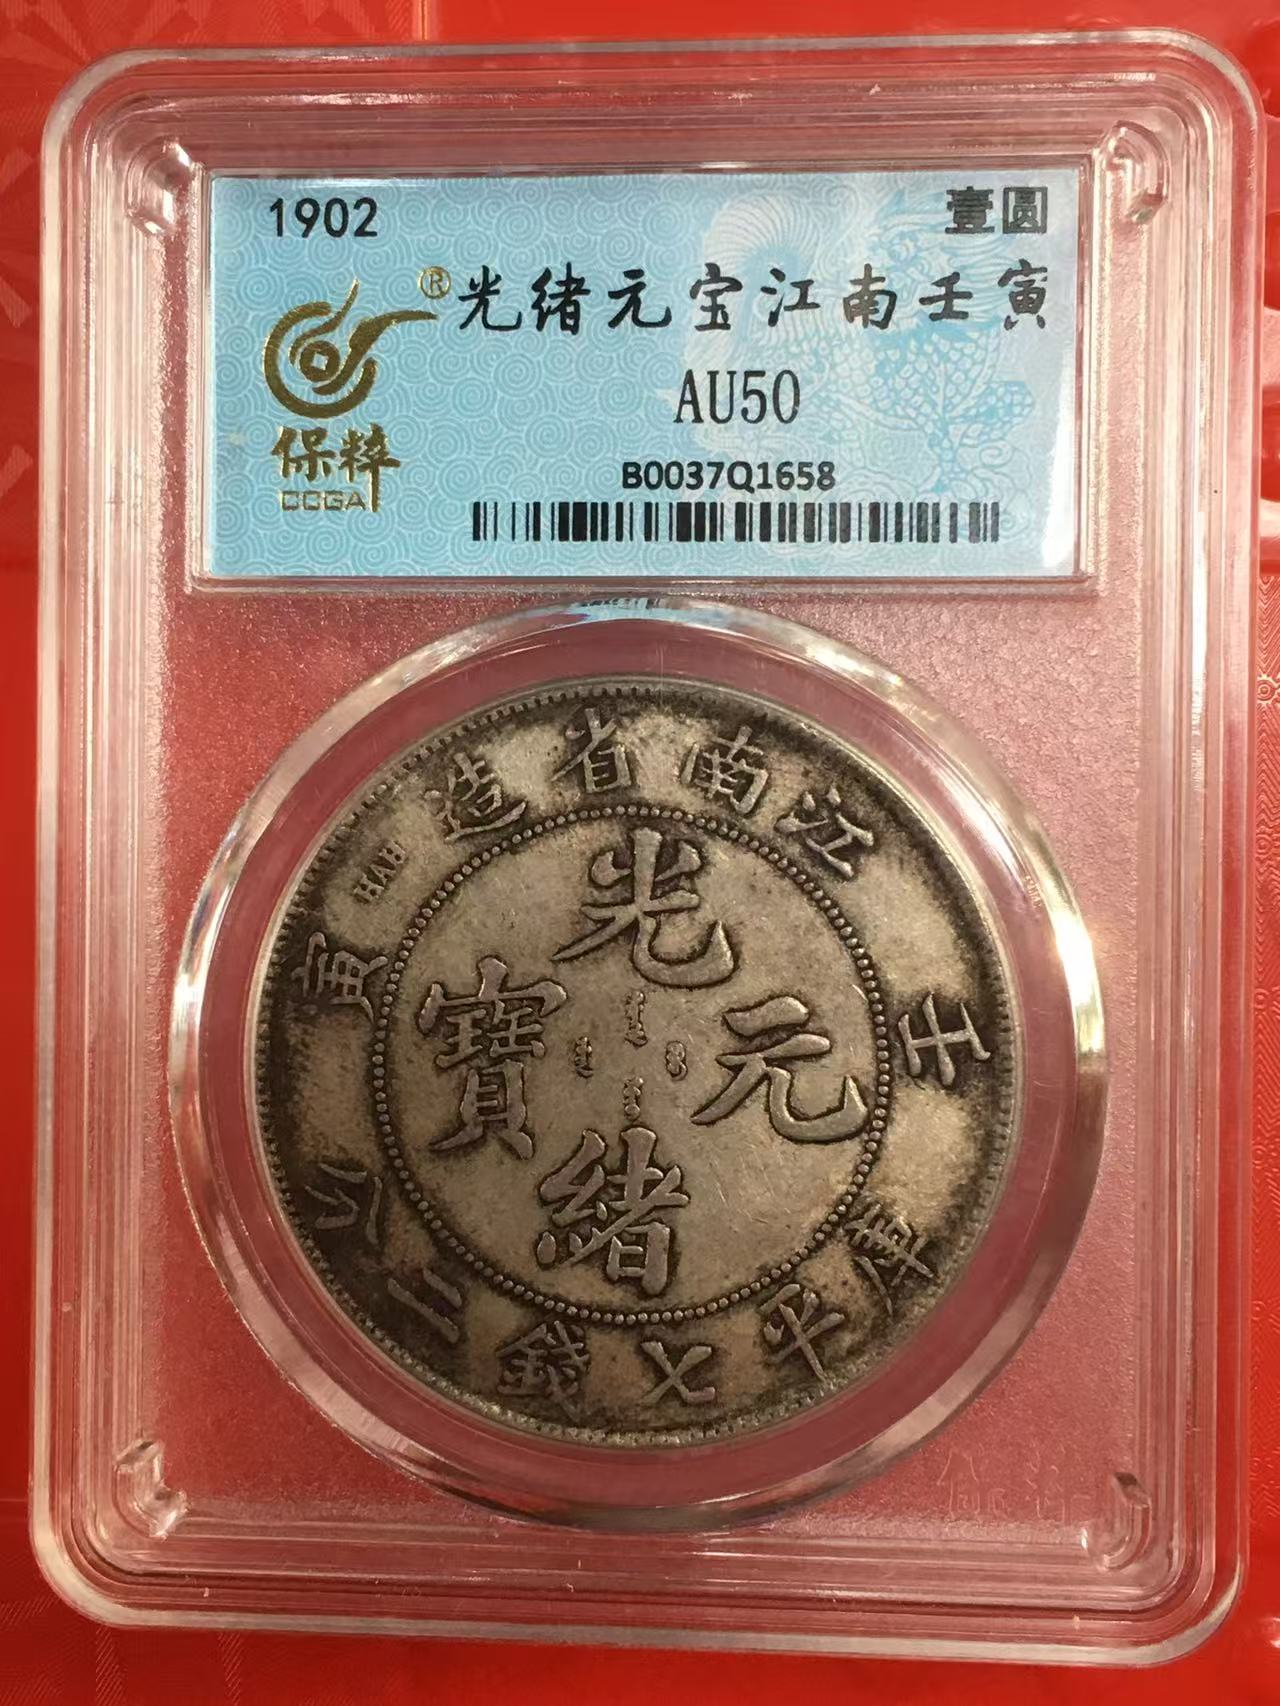 1902
壹圆
®
光绪元宝江南壬寅
保粹
CCGA
AU50
B0037Q1658
江南省造
HAH
壬寅
光緒元寶
庫平七錢二分